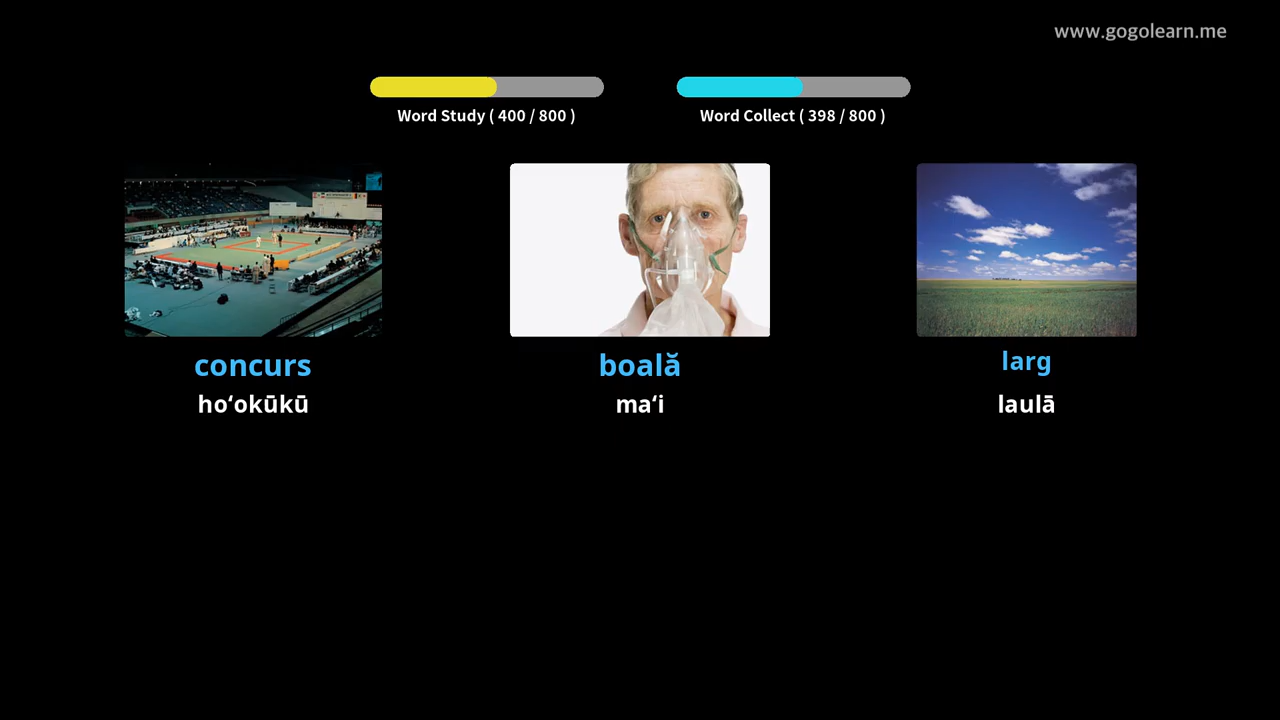 www.gogolearn.me
Word Study ( 400 / 800 )
Word Collect ( 398 / 800 )
concurs
boală
larg
hoʻokūkū
maʻi
laulā